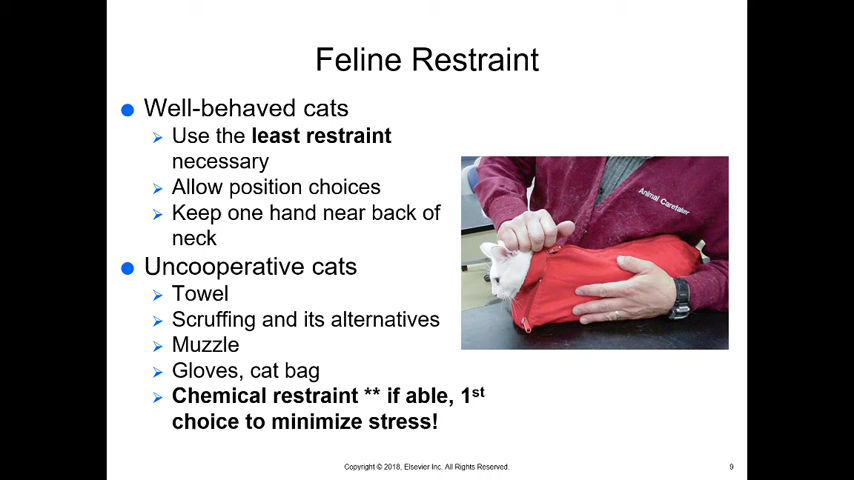 Feline Restraint
Well-behaved cats
Use the least restraint
necessary
Allow position choices
Keep one hand near back of
neck
Uncooperative cats
Towel
Scruffing and its alternatives
Muzzle
Gloves, cat bag
Chemical restraint ** if able, 1st
choice to minimize stress!
Animal Caretaker
Copyright © 2018, Elsevier Inc. All Rights Reserved.
9